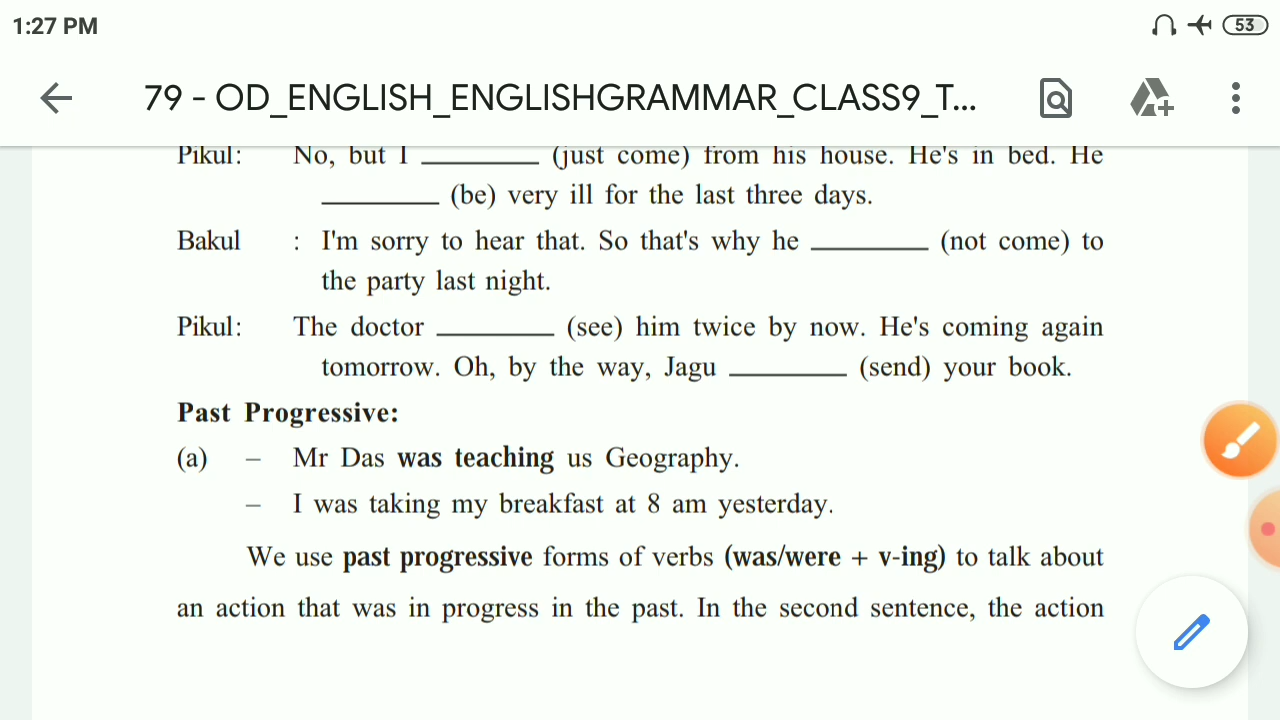 1:27 PM
53
79 - OD_ENGLISH_ENGLISHGRAMMAR_CLASS9_T...
Pikul: No, but I ________ (just come) from his house. He's in bed. He
________ (be) very ill for the last three days.
Bakul : I'm sorry to hear that. So that's why he ________ (not come) to
the party last night.
Pikul: The doctor ________ (see) him twice by now. He's coming again
tomorrow. Oh, by the way, Jagu ________ (send) your book.
Past Progressive:
(a) – Mr Das was teaching us Geography.
– I was taking my breakfast at 8 am yesterday.
We use past progressive forms of verbs (was/were + v-ing) to talk about
an action that was in progress in the past. In the second sentence, the action